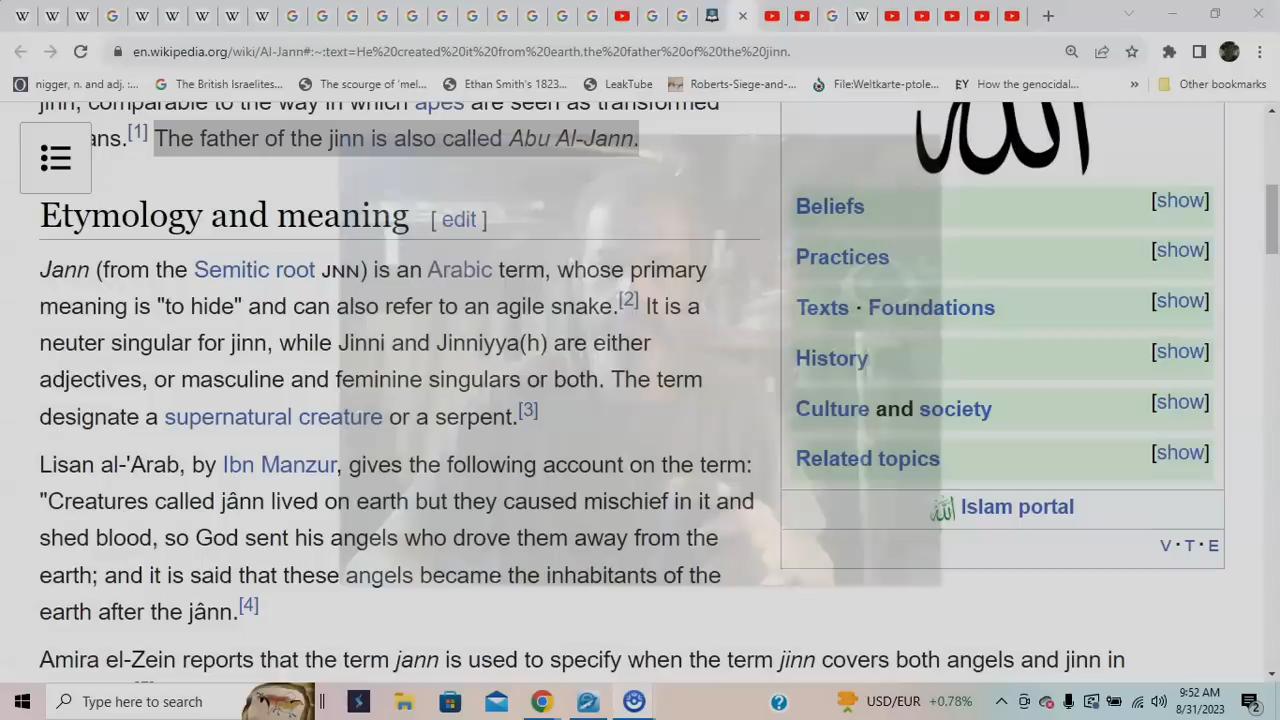 en.wikipedia.org/wiki/Al-Jann#:~:text=He%20created%20it%20from%20earth,the%20father%20of%20the%20jinn.
nigger, n. and adj. :...
The British Israelites...
The scourge of 'mel...
Ethan Smith's 1823...
LeakTube
Roberts-Siege-and-...
File:Weltkarte-ptole...
EY How the genocidal...
»
Other bookmarks
jinn, comparable to the way in which apes are seen as transformed
ans.[1] The father of the jinn is also called Abu Al-Jann.
Etymology and meaning [ edit ]
Jann (from the Semitic root JNN) is an Arabic term, whose primary
meaning is "to hide" and can also refer to an agile snake.[2] It is a
neuter singular for jinn, while Jinni and Jinniyya(h) are either
adjectives, or masculine and feminine singulars or both. The term
designate a supernatural creature or a serpent.[3]
Lisan al-'Arab, by Ibn Manzur, gives the following account on the term:
"Creatures called jânn lived on earth but they caused mischief in it and
shed blood, so God sent his angels who drove them away from the
earth; and it is said that these angels became the inhabitants of the
earth after the jânn.[4]
Amira el-Zein reports that the term jann is used to specify when the term jinn covers both angels and jinn in
الله
Beliefs [show]
Practices [show]
Texts · Foundations [show]
History [show]
Culture and society [show]
Related topics [show]
Islam portal
V · T · E
Type here to search
USD/EUR +0.78%
9:52 AM
8/31/2023
2